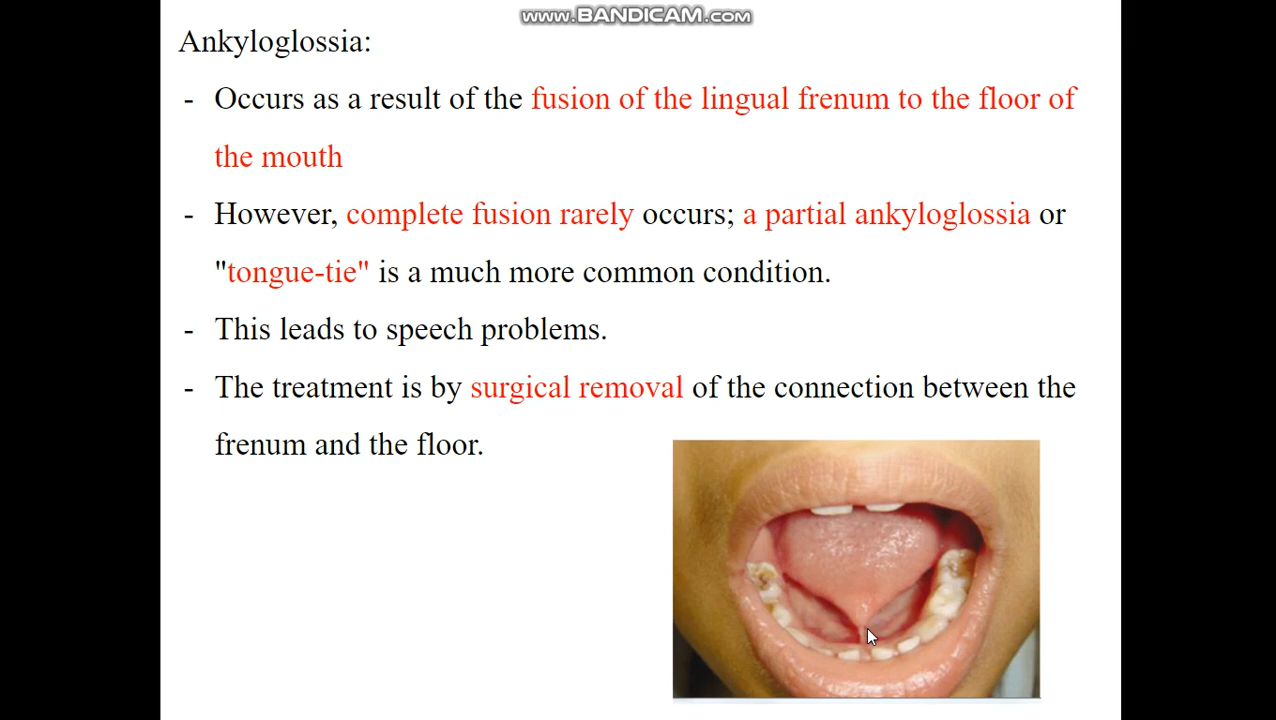 www.BANDICAM.com
Ankyloglossia:
- Occurs as a result of the fusion of the lingual frenum to the floor of
the mouth
- However, complete fusion rarely occurs; a partial ankyloglossia or
"tongue-tie" is a much more common condition.
- This leads to speech problems.
- The treatment is by surgical removal of the connection between the
frenum and the floor.